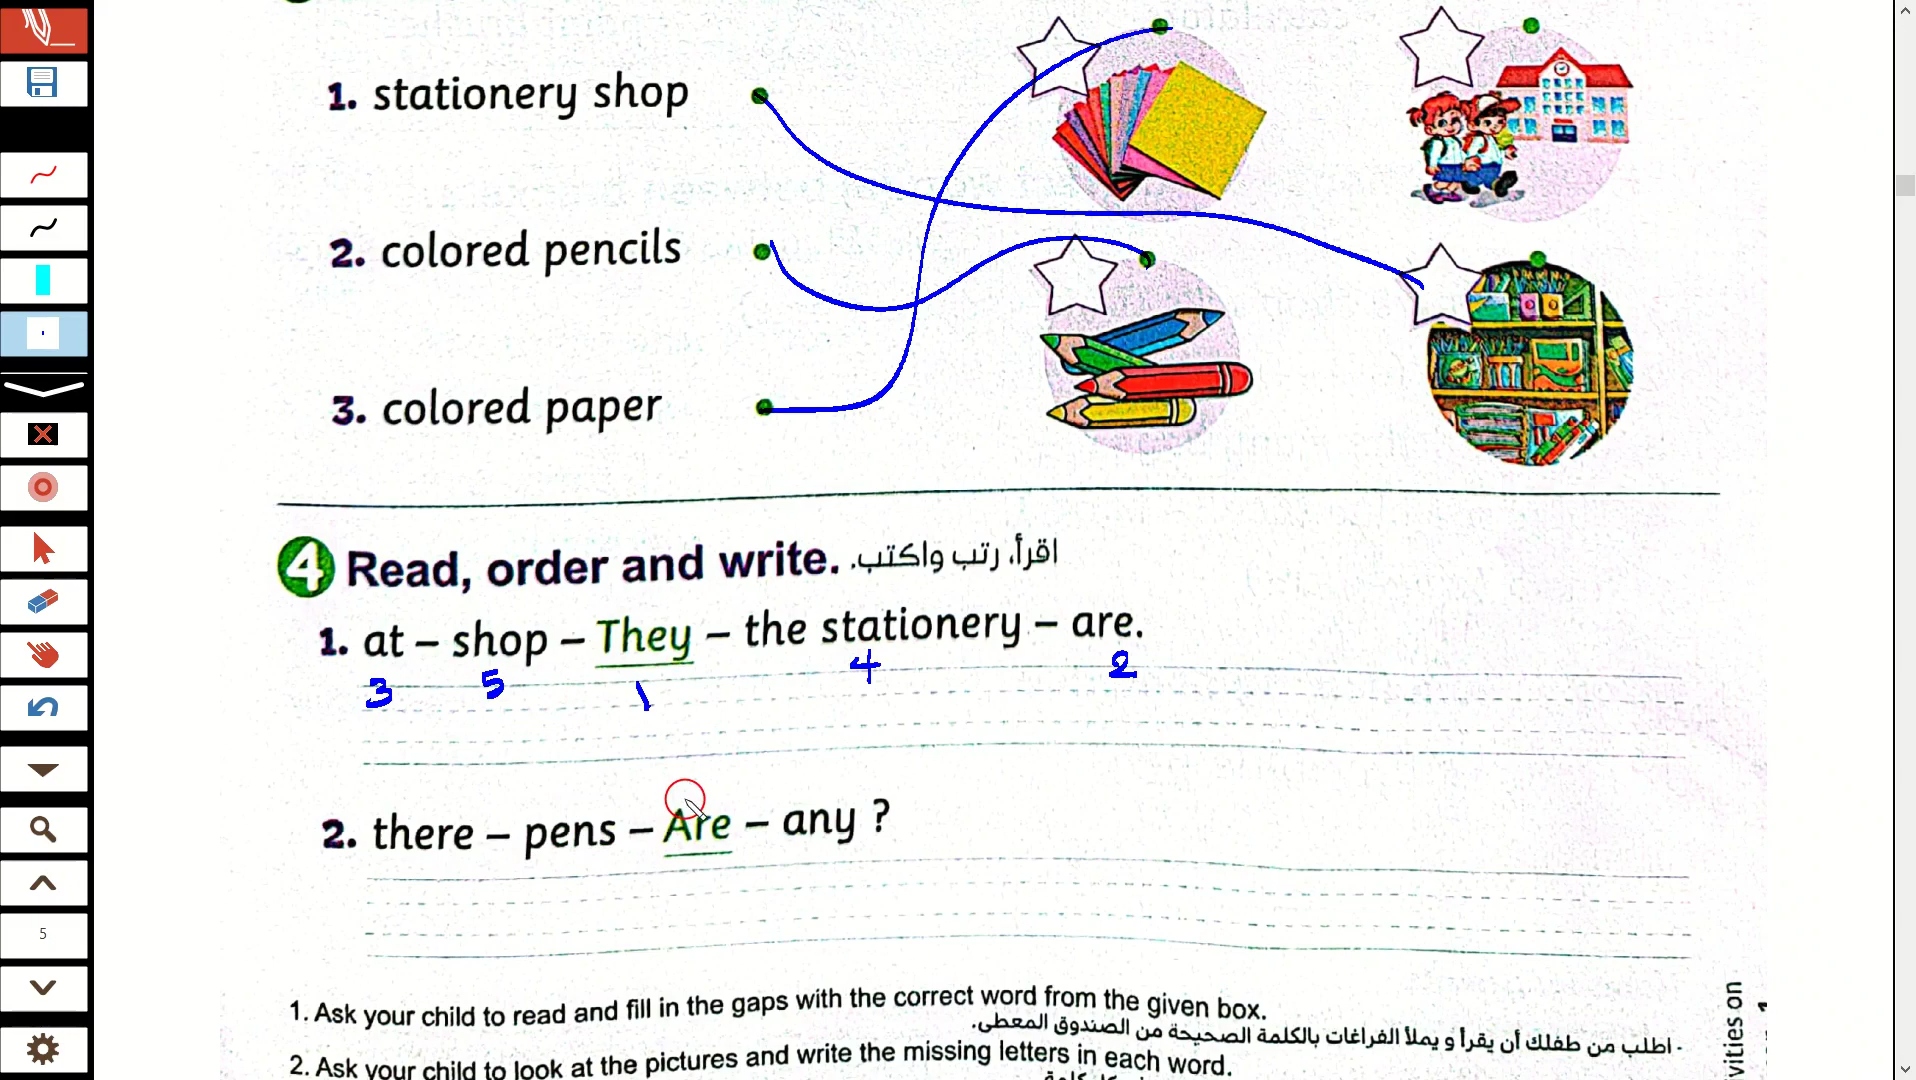 1. stationery shop
2. colored pencils
3. colored paper
4 Read, order and write. اقرأ، رتب واكتب.
1. at – shop – They – the stationery – are.
3 5 1 4 2
2. there – pens – Are – any ?
1. Ask your child to read and fill in the gaps with the correct word from the given box.
- اطلب من طفلك أن يقرأ و يملأ الفراغات بالكلمة الصحيحة من الصندوق المعطى.
2. Ask your child to look at the pictures and write the missing letters in each word.
vities on
5